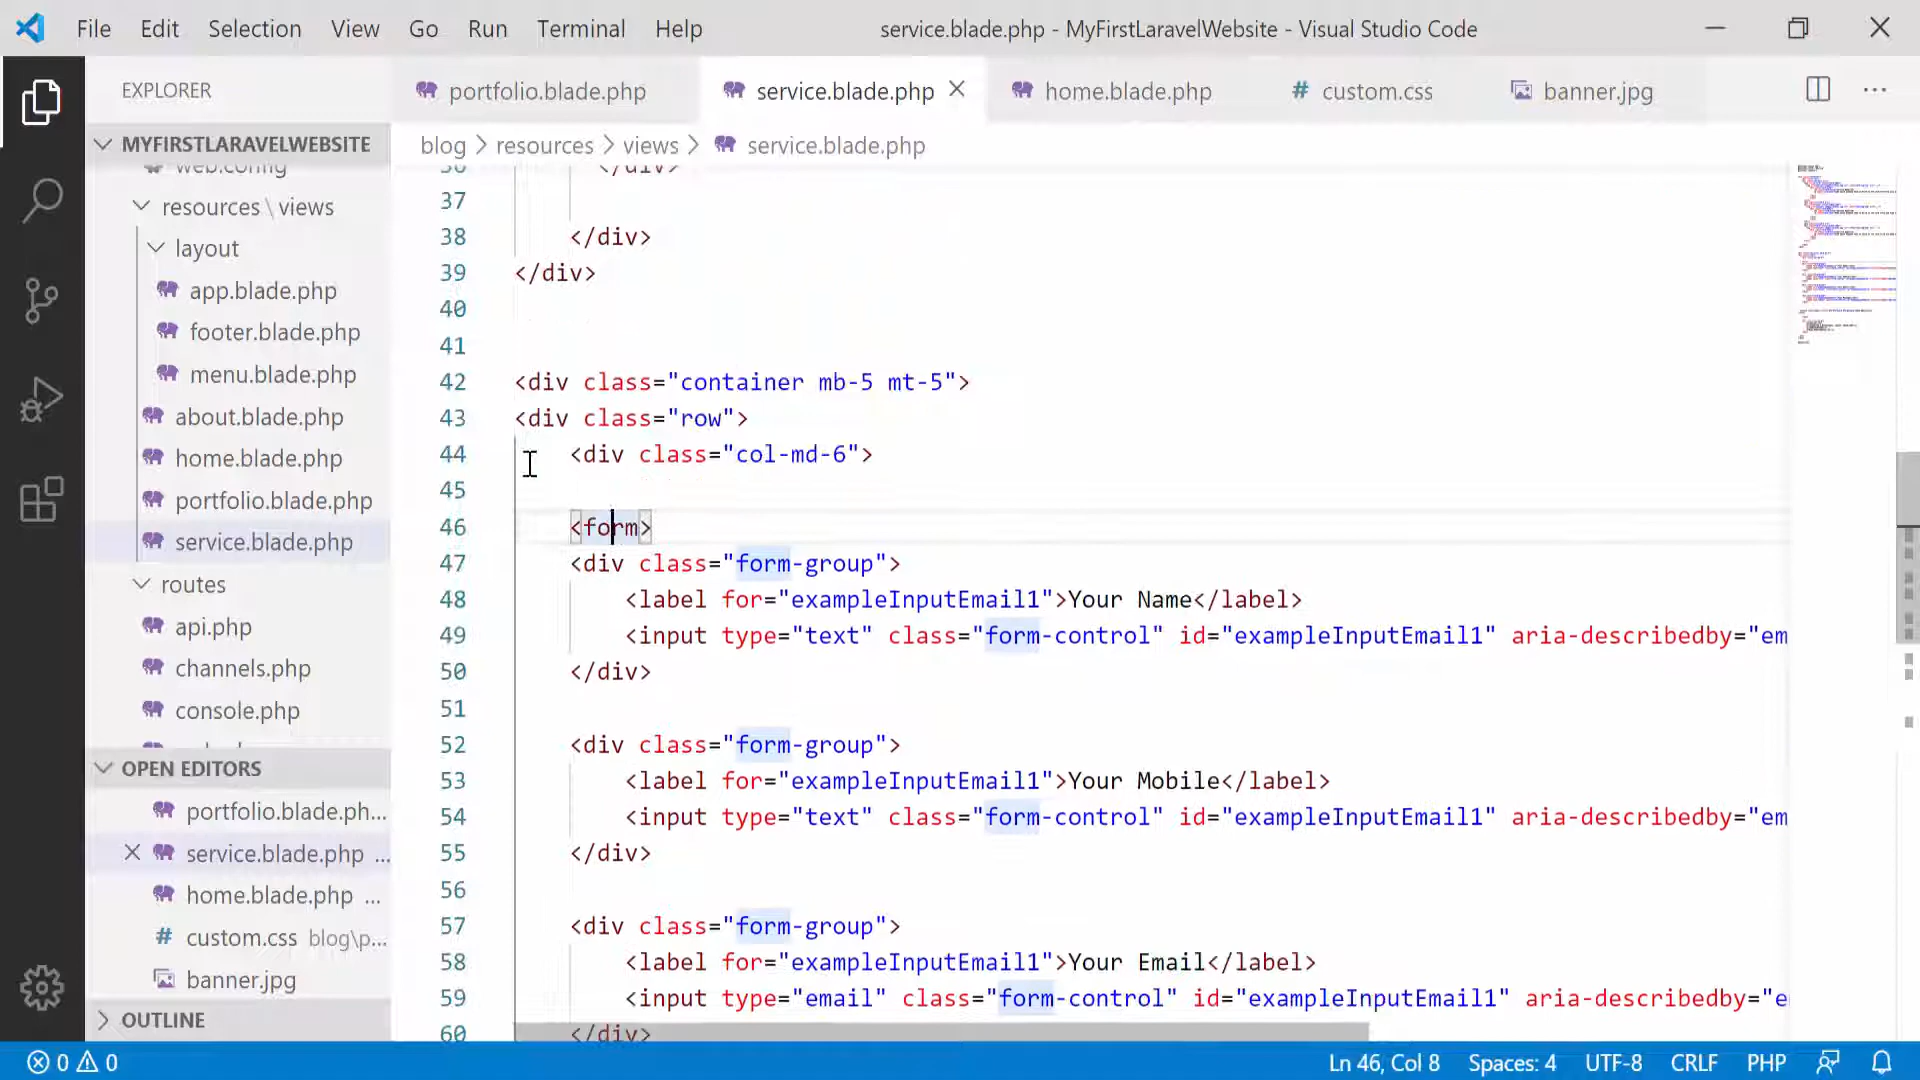 File Edit Selection View Go Run Terminal Help service.blade.php - MyFirstLaravelWebsite - Visual Studio Code
EXPLORER
portfolio.blade.php service.blade.php home.blade.php # custom.css banner.jpg ...
MYFIRSTLARAVELWEBSITE
blog > resources > views > service.blade.php
web.config
resources \ views
layout
app.blade.php
footer.blade.php
menu.blade.php
about.blade.php
home.blade.php
portfolio.blade.php
service.blade.php
routes
api.php
channels.php
console.php
OPEN EDITORS
portfolio.blade.ph...
service.blade.php ...
home.blade.php ...
# custom.css blog\p...
banner.jpg
OUTLINE
36 </div>
37
38 </div>
39 </div>
40
41
42 <div class="container mb-5 mt-5">
43 <div class="row">
44 <div class="col-md-6">
45
46 <form>
47 <div class="form-group">
48 <label for="exampleInputEmail1">Your Name</label>
49 <input type="text" class="form-control" id="exampleInputEmail1" aria-describedby="em
50 </div>
51
52 <div class="form-group">
53 <label for="exampleInputEmail1">Your Mobile</label>
54 <input type="text" class="form-control" id="exampleInputEmail1" aria-describedby="em
55 </div>
56
57 <div class="form-group">
58 <label for="exampleInputEmail1">Your Email</label>
59 <input type="email" class="form-control" id="exampleInputEmail1" aria-describedby="e
60 </div>
0 0 Ln 46, Col 8 Spaces: 4 UTF-8 CRLF PHP